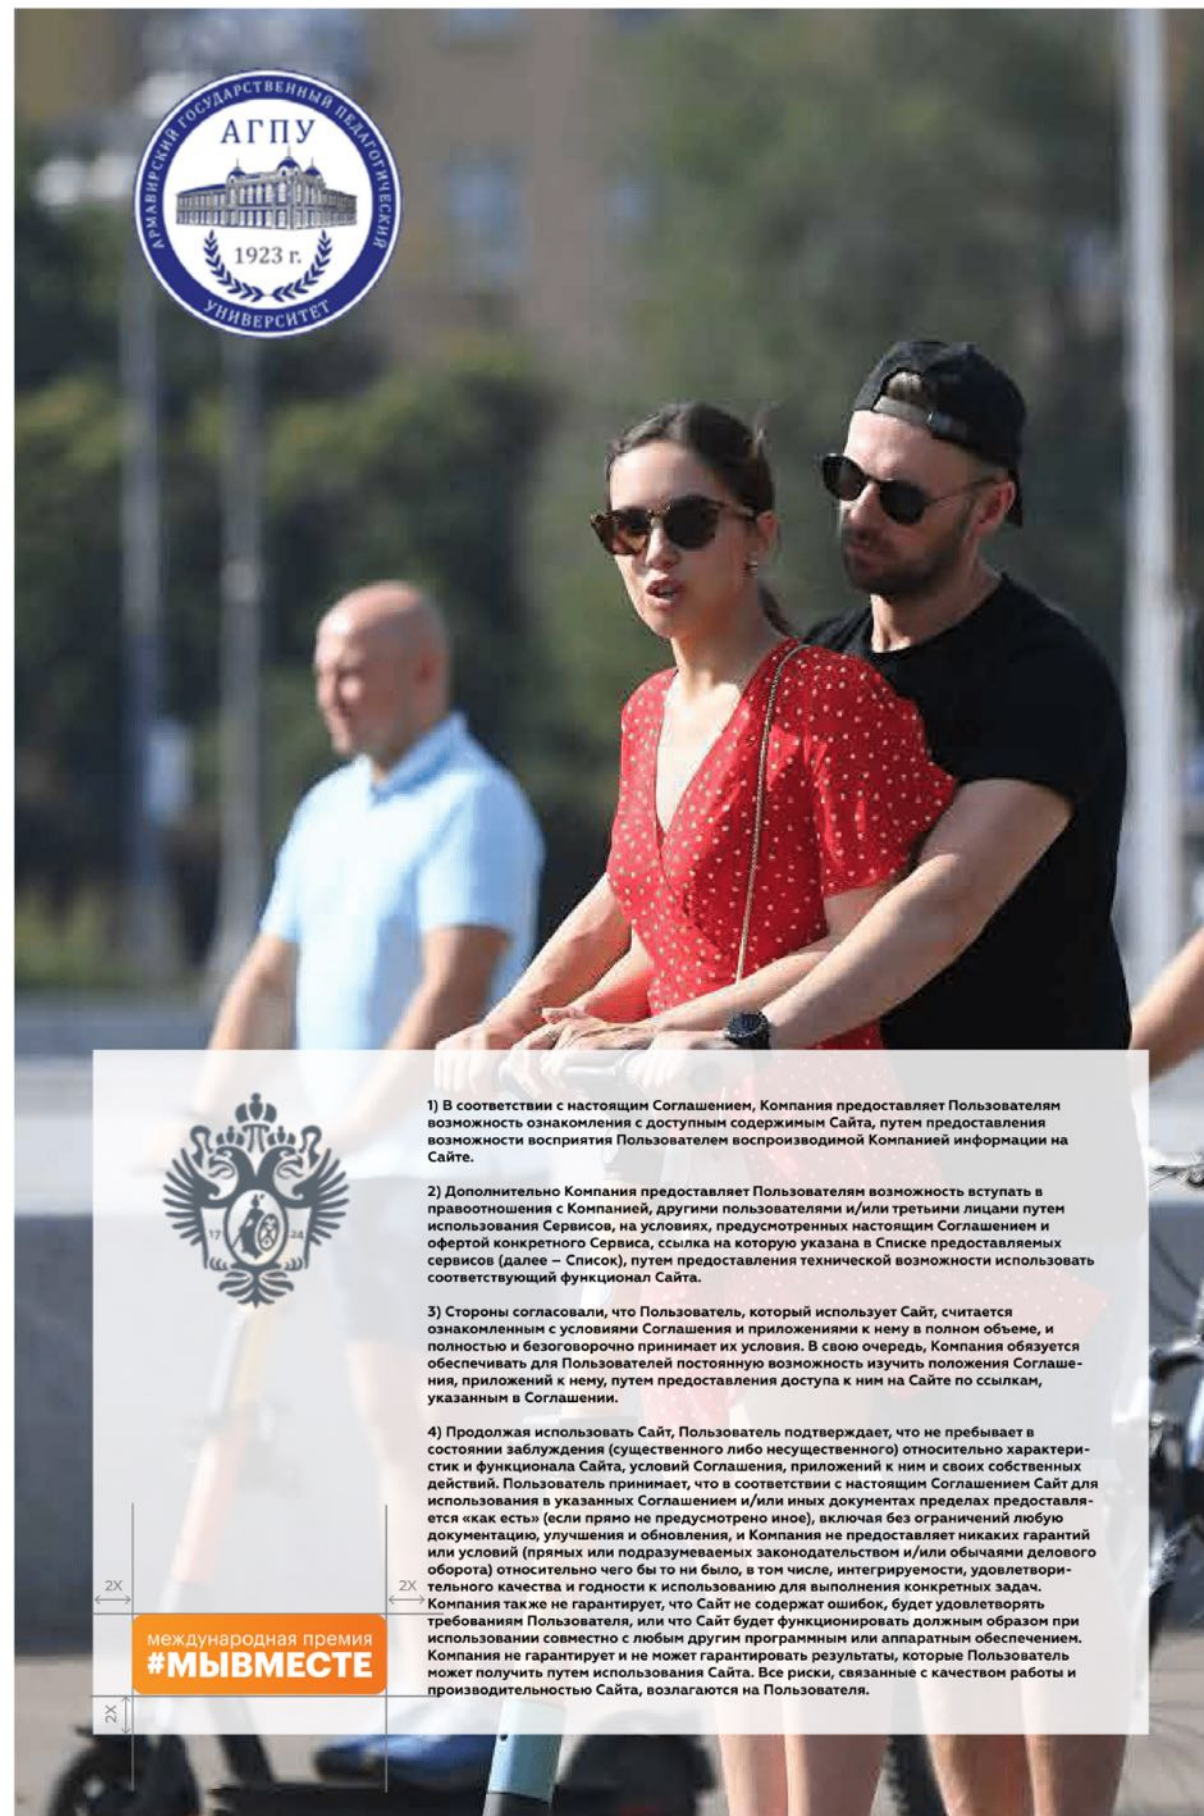 АРМАВИРСКИЙ ГОСУДАРСТВЕННЫЙ ПЕДАГОГИЧЕСКИЙ
УНИВЕРСИТЕТ
АГПУ
1923 г.
17 24
1) В соответствии с настоящим Соглашением, Компания предоставляет Пользователям
возможность ознакомления с доступным содержимым Сайта, путем предоставления
возможности восприятия Пользователем воспроизводимой Компанией информации на
Сайте.
2) Дополнительно Компания предоставляет Пользователям возможность вступать в
правоотношения с Компанией, другими пользователями и/или третьими лицами путем
использования Сервисов, на условиях, предусмотренных настоящим Соглашением и
офертой конкретного Сервиса, ссылка на которую указана в Списке предоставляемых
сервисов (далее – Список), путем предоставления технической возможности использовать
соответствующий функционал Сайта.
3) Стороны согласовали, что Пользователь, который использует Сайт, считается
ознакомленным с условиями Соглашения и приложениями к нему в полном объеме, и
полностью и безоговорочно принимает их условия. В свою очередь, Компания обязуется
обеспечивать для Пользователей постоянную возможность изучить положения Соглаше-
ния, приложений к нему, путем предоставления доступа к ним на Сайте по ссылкам,
указанным в Соглашении.
4) Продолжая использовать Сайт, Пользователь подтверждает, что не пребывает в
состоянии заблуждения (существенного либо несущественного) относительно характери-
стик и функционала Сайта, условий Соглашения, приложений к ним и своих собственных
действий. Пользователь принимает, что в соответствии с настоящим Соглашением Сайт для
использования в указанных Соглашением и/или иных документах пределах предоставля-
ется «как есть» (если прямо не предусмотрено иное), включая без ограничений любую
документацию, улучшения и обновления, и Компания не предоставляет никаких гарантий
или условий (прямых или подразумеваемых законодательством и/или обычаями делового
оборота) относительно чего бы то ни было, в том числе, интегрируемости, удовлетвори-
тельного качества и годности к использованию для выполнения конкретных задач.
Компания также не гарантирует, что Сайт не содержат ошибок, будет удовлетворять
требованиям Пользователя, или что Сайт будет функционировать должным образом при
использовании совместно с любым другим программным или аппаратным обеспечением.
Компания не гарантирует и не может гарантировать результаты, которые Пользователь
может получить путем использования Сайта. Все риски, связанные с качеством работы и
производительностью Сайта, возлагаются на Пользователя.
2X
2X
международная премия
#МЫВМЕСТЕ
2X